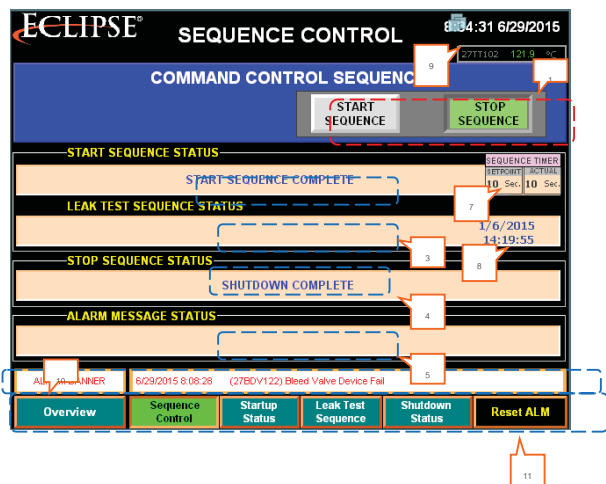 ECLIPSE®
SEQUENCE CONTROL
4:31 6/29/2015
27TT102 121.9 °C
9
COMMAND CONTROL SEQUENC
1
START
SEQUENCE
STOP
SEQUENCE
START SEQUENCE STATUS
START SEQUENCE COMPLETE
SEQUENCE TIMER
SETPOINT ACTUAL
10 Sec. 10 Sec.
7
LEAK TEST SEQUENCE STATUS
1/6/2015
14:19:55
3
8
STOP SEQUENCE STATUS
SHUTDOWN COMPLETE
4
ALARM MESSAGE STATUS
5
10
BANNER
6/29/2015 8:08:28 (27BDV122) Bleed Valve Device Fail
Overview
Sequence
Control
Startup
Status
Leak Test
Sequence
Shutdown
Status
Reset ALM
11